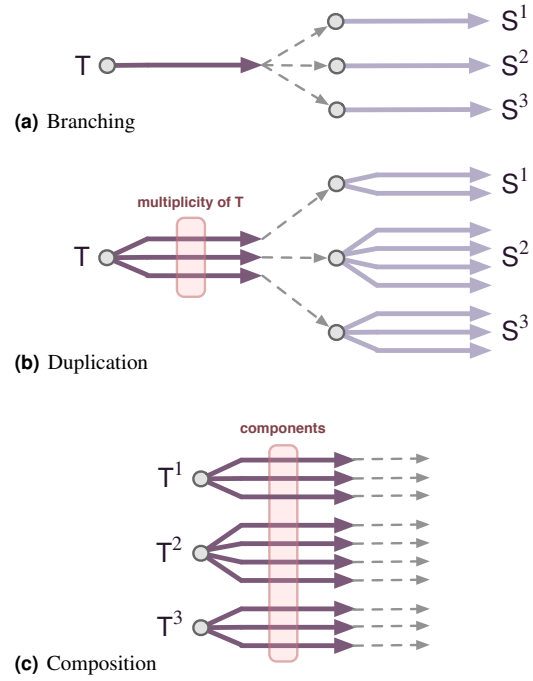 S¹
T
S²
S³
(a) Branching
multiplicity of T
S¹
T
S²
S³
(b) Duplication
components
T¹
T²
T³
(c) Composition